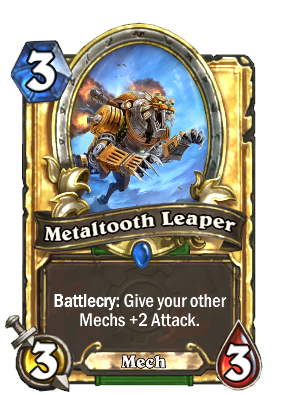 3
Metaltooth Leaper
Battlecry: Give your other
Mechs +2 Attack.
3
Mech
3